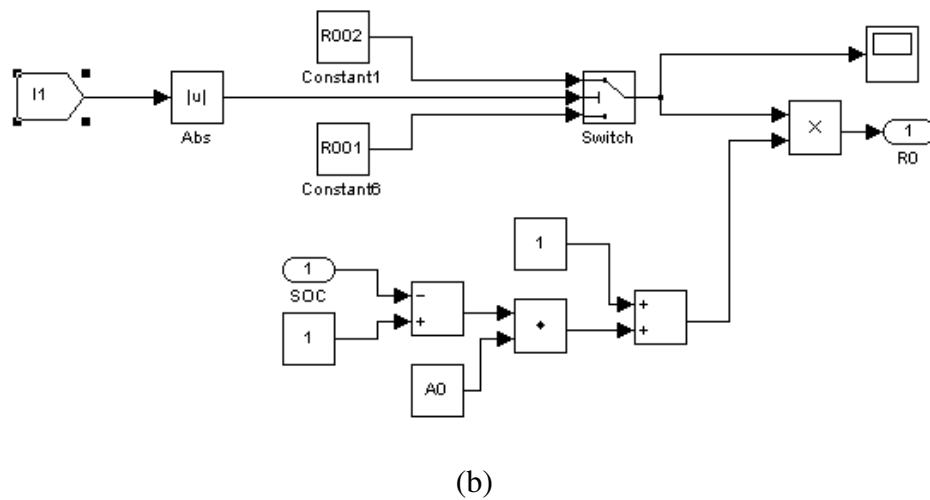 R002
Constant1
I1
|u|
Abs
R001
Constant6
Switch
×
1
R0
1
1
SOC
−
+
1
A0
+
+
(b)